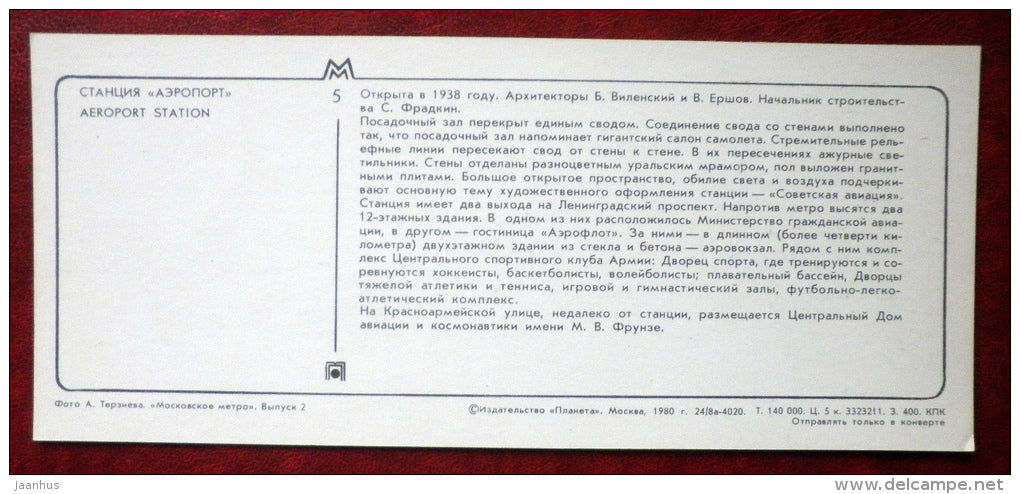 СТАНЦИЯ «АЭРОПОРТ»
AEROPORT STATION
М
5
Открыта в 1938 году. Архитекторы Б. Виленский и В. Ершов. Начальник строительст-
ва С. Фрадкин.
Посадочный зал перекрыт единым сводом. Соединение свода со стенами выполнено
так, что посадочный зал напоминает гигантский салон самолета. Стремительные рель-
ефные линии пересекают свод от стены к стене. В их пересечениях ажурные све-
тильники. Стены отделаны разноцветным уральским мрамором, пол выложен гранит-
ными плитами. Большое открытое пространство, обилие света и воздуха подчерки-
вают основную тему художественного оформления станции — «Советская авиация».
Станция имеет два выхода на Ленинградский проспект. Напротив метро высятся два
12-этажных здания. В одном из них расположилось Министерство гражданской авиа-
ции, в другом — гостиница «Аэрофлот». За ними — в длинном (более четверти ки-
лометра) двухэтажном здании из стекла и бетона — аэровокзал. Рядом с ним комп-
лекс Центрального спортивного клуба Армии: Дворец спорта, где тренируются и со-
ревнуются хоккеисты, баскетболисты, волейболисты; плавательный бассейн, Дворцы
тяжелой атлетики и тенниса, игровой и гимнастический залы, футбольно-легко-
атлетический комплекс.
На Красноармейской улице, недалеко от станции, размещается Центральный Дом
авиации и космонавтики имени М. В. Фрунзе.
Фото А. Терзиева. «Московское метро». Выпуск 2
©Издательство «Планета». Москва, 1980 г. 24/8а-4020. Т. 140 000. Ц. 5 к. 3323211. З. 400. КПК
Отправлять только в конверте
Jaanhus
www.delcampe.net